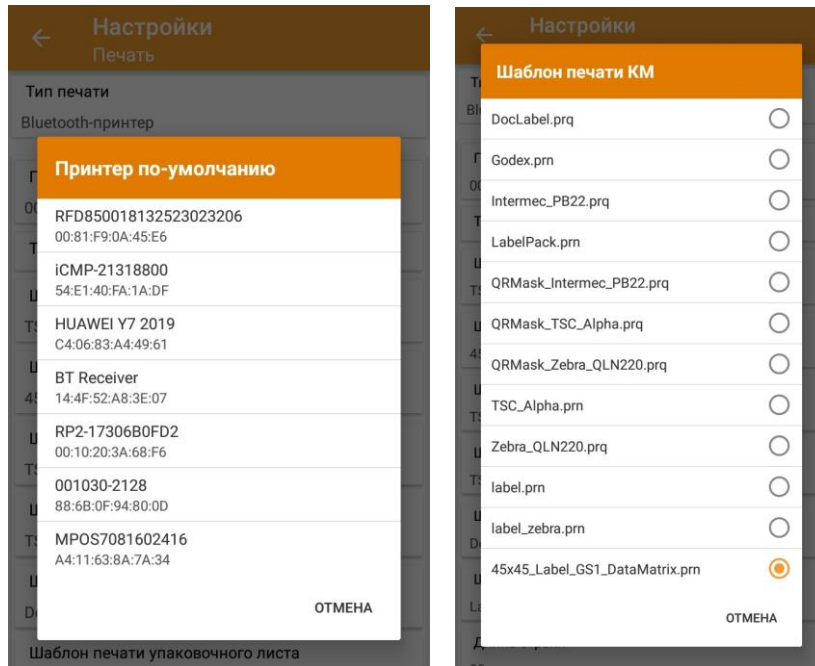 Настройки
Печать
Тип печати
Bluetooth-принтер
Принтер по-умолчанию
RFD850018132523023206
00:81:F9:0A:45:E6
iCMP-21318800
54:E1:40:FA:1A:DF
HUAWEI Y7 2019
C4:06:83:A4:49:61
BT Receiver
14:4F:52:A8:3E:07
RP2-17306B0FD2
00:10:20:3A:68:F6
001030-2128
88:6B:0F:94:80:0D
MPOS7081602416
A4:11:63:8A:7A:34
ОТМЕНА
Шаблон печати упаковочного листа
Настройки
Шаблон печати КМ
DocLabel.prq
Godex.prn
Intermec_PB22.prq
LabelPack.prn
QRMask_Intermec_PB22.prq
QRMask_TSC_Alpha.prq
QRMask_Zebra_QLN220.prq
TSC_Alpha.prn
Zebra_QLN220.prq
label.prn
label_zebra.prn
45x45_Label_GS1_DataMatrix.prn
ОТМЕНА